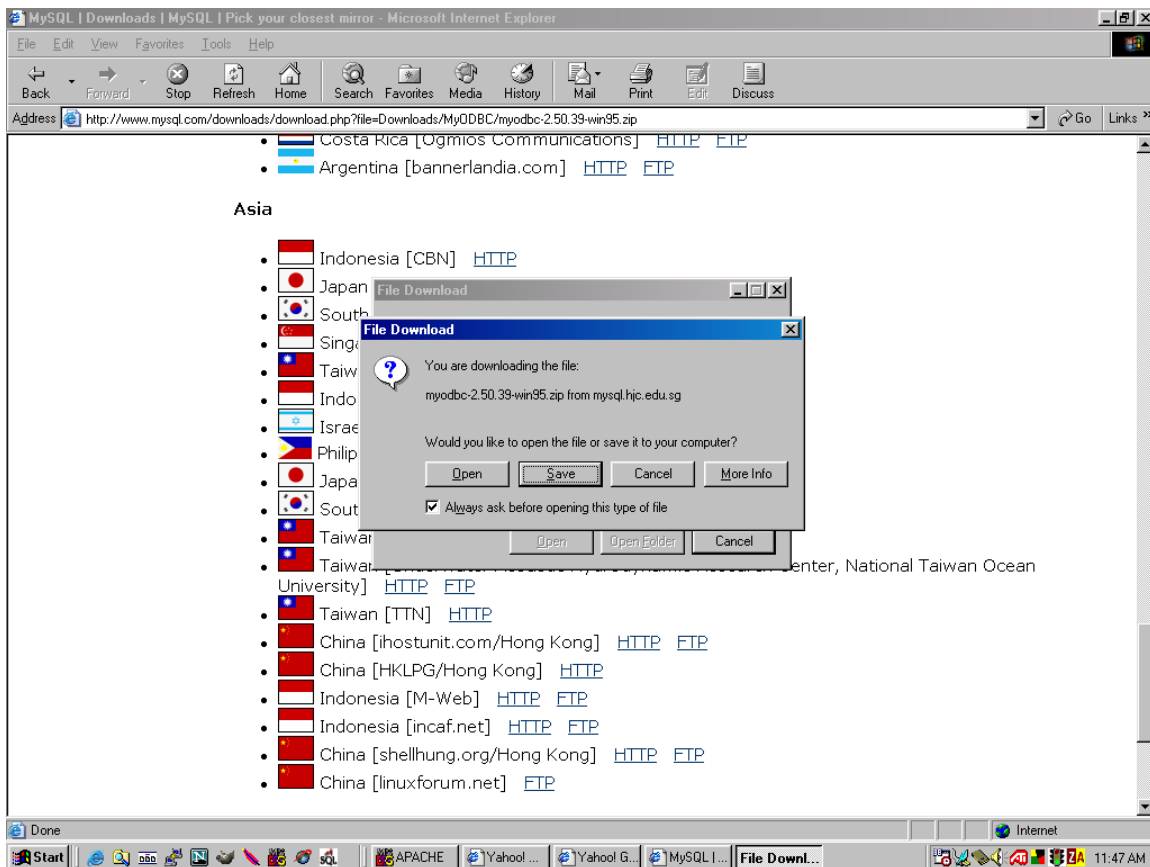 MySQL | Downloads | MySQL | Pick your closest mirror - Microsoft Internet Explorer
File Edit View Favorites Tools Help
Back Forward Stop Refresh Home Search Favorites Media History Mail Print Edit Discuss
Address http://www.mysql.com/downloads/download.php?file=Downloads/MyODBC/myodbc-2.50.39-win95.zip Go Links »
Costa Rica [Ogmios Communications] HTTP FTP
Argentina [bannerlandia.com] HTTP FTP
Asia
Indonesia [CBN] HTTP
Japan
South
Singa
Taiw
Indo
Israe
Philip
Japa
Sout
Taiwar
Taiwan Center, National Taiwan Ocean
University] HTTP FTP
Taiwan [TTN] HTTP
China [ihostunit.com/Hong Kong] HTTP FTP
China [HKLPG/Hong Kong] HTTP
Indonesia [M-Web] HTTP FTP
Indonesia [incaf.net] HTTP FTP
China [shellhung.org/Hong Kong] HTTP FTP
China [linuxforum.net] FTP
File Download
File Download
You are downloading the file:
myodbc-2.50.39-win95.zip from mysql.hjc.edu.sg
Would you like to open the file or save it to your computer?
Open Save Cancel More Info
Always ask before opening this type of file
Open Open Folder Cancel
Done Internet
Start APACHE Yahoo! ... Yahoo! G... MySQL | ... File Downl... 11:47 AM